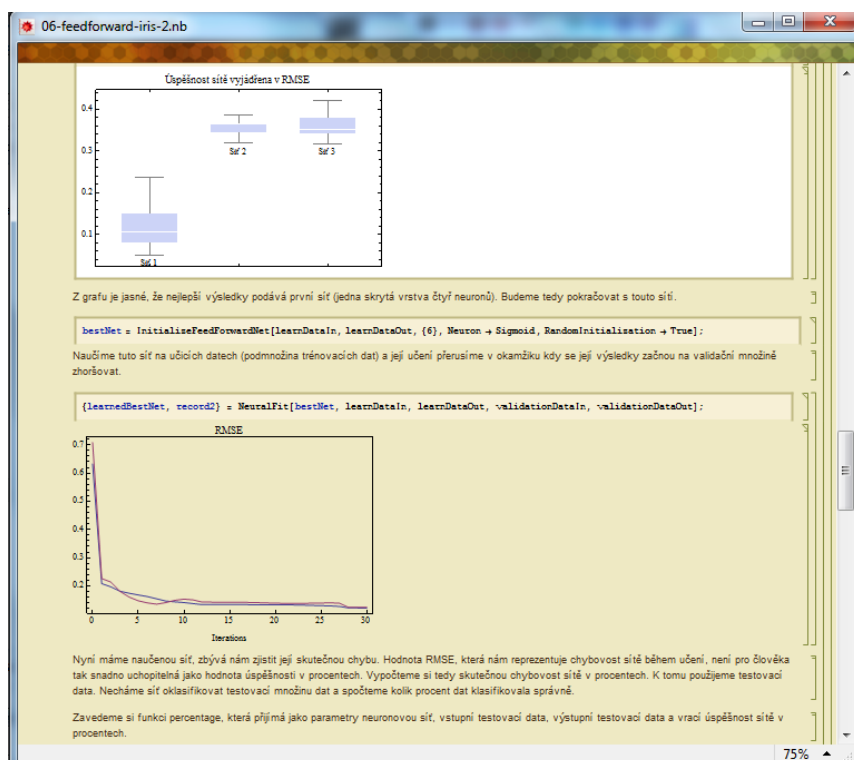 06-feedforward-iris-2.nb
Úspěšnost sítě vyjádřena v RMSE
0.4
0.3
0.2
0.1
Síť 1
Síť 2
Síť 3
Z grafu je jasné, že nejlepší výsledky podává první síť (jedna skrytá vrstva čtyř neuronů). Budeme tedy pokračovat s touto sítí.
bestNet = InitializeFeedForwardNet[learnDataIn, learnDataOut, {6}, Neuron → Sigmoid, RandomInitialization → True];
Naučíme tuto síť na učicích datech (podmnožina trénovacích dat) a její učení přerusíme v okamžiku kdy se její výsledky začnou na validační množině
zhoršovat.
{learnedBestNet, record2} = NeuralFit[bestNet, learnDataIn, learnDataOut, validationDataIn, validationDataOut];
RMSE
0.7
0.6
0.5
0.4
0.3
0.2
0 5 10 15 20 25 30
Iterations
Nyní máme naučenou síť, zbývá nám zjistit její skutečnou chybu. Hodnota RMSE, která nám reprezentuje chybovost sítě během učení, není pro člověka
tak snadno uchopitelná jako hodnota úspěšnosti v procentech. Vypočteme si tedy skutečnou chybovost sítě v procentech. K tomu použijeme testovací
data. Necháme síť oklasifikovat testovací množinu dat a spočteme kolik procent dat klasifikovala správně.
Zavedeme si funkci percentage, která přijímá jako parametry neuronovou síť, vstupní testovací data, výstupní testovací data a vrací úspěšnost sítě v
procentech.
75%